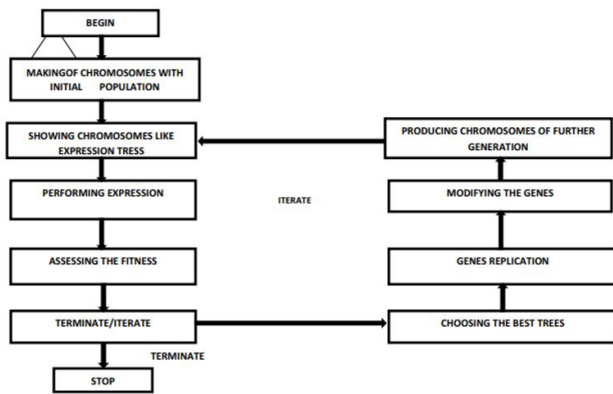 BEGIN
MAKINGOF CHROMOSOMES WITH
INITIAL POPULATION
SHOWING CHROMOSOMES LIKE
EXPRESSION TRESS
PERFORMING EXPRESSION
ASSESSING THE FITNESS
TERMINATE/ITERATE
TERMINATE
STOP
ITERATE
PRODUCING CHROMOSOMES OF FURTHER
GENERATION
MODIFYING THE GENES
GENES REPLICATION
CHOOSING THE BEST TREES